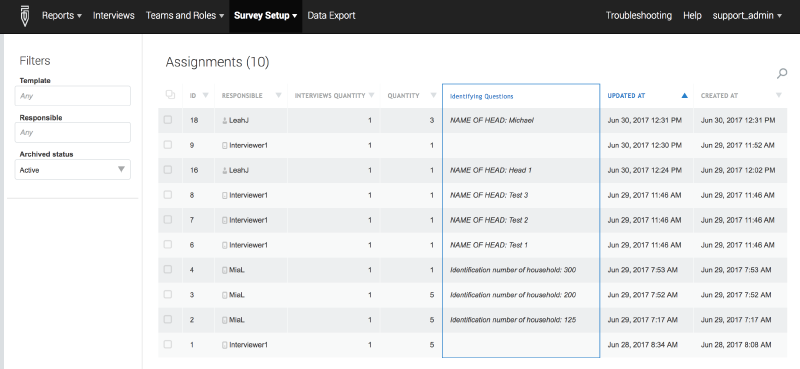 Reports Interviews Teams and Roles Survey Setup Data Export Troubleshooting Help support_admin
Filters
Template
Any
Responsible
Any
Archived status
Active
Assignments (10)
ID RESPONSIBLE INTERVIEWS QUANTITY QUANTITY Identifying Questions UPDATED AT CREATED AT
18 LeahJ 1 3 NAME OF HEAD: Michael Jun 30, 2017 12:31 PM Jun 30, 2017 12:31 PM
9 Interviewer1 1 1 Jun 30, 2017 12:30 PM Jun 29, 2017 11:52 AM
16 LeahJ 1 1 NAME OF HEAD: Head 1 Jun 30, 2017 12:24 PM Jun 29, 2017 12:02 PM
8 Interviewer1 1 1 NAME OF HEAD: Test 3 Jun 29, 2017 11:46 AM Jun 29, 2017 11:46 AM
7 Interviewer1 1 1 NAME OF HEAD: Test 2 Jun 29, 2017 11:46 AM Jun 29, 2017 11:46 AM
6 Interviewer1 1 1 NAME OF HEAD: Test 1 Jun 29, 2017 11:46 AM Jun 29, 2017 11:46 AM
4 MiaL 1 1 Identification number of household: 300 Jun 29, 2017 7:53 AM Jun 29, 2017 7:53 AM
3 MiaL 1 5 Identification number of household: 200 Jun 29, 2017 7:52 AM Jun 29, 2017 7:52 AM
2 MiaL 1 5 Identification number of household: 125 Jun 29, 2017 7:17 AM Jun 29, 2017 7:17 AM
1 Interviewer1 1 5 Jun 28, 2017 8:34 AM Jun 28, 2017 8:08 AM